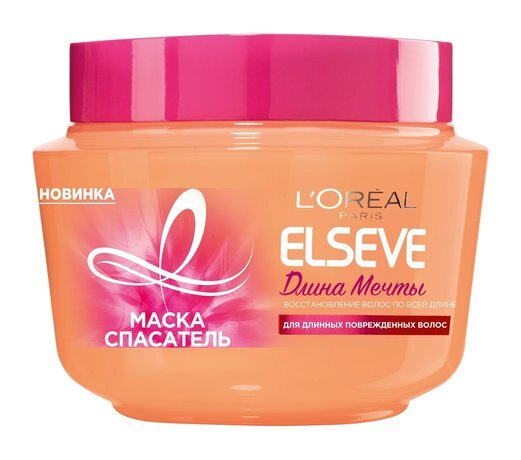 НОВИНКА
МАСКА
СПАСАТЕЛЬ
L'ORÉAL
PARIS
ELSEVE
Длина Мечты
ВОССТАНОВЛЕНИЕ ВОЛОС ПО ВСЕЙ ДЛИНЕ
ДЛЯ ДЛИННЫХ ПОВРЕЖДЕННЫХ ВОЛОС